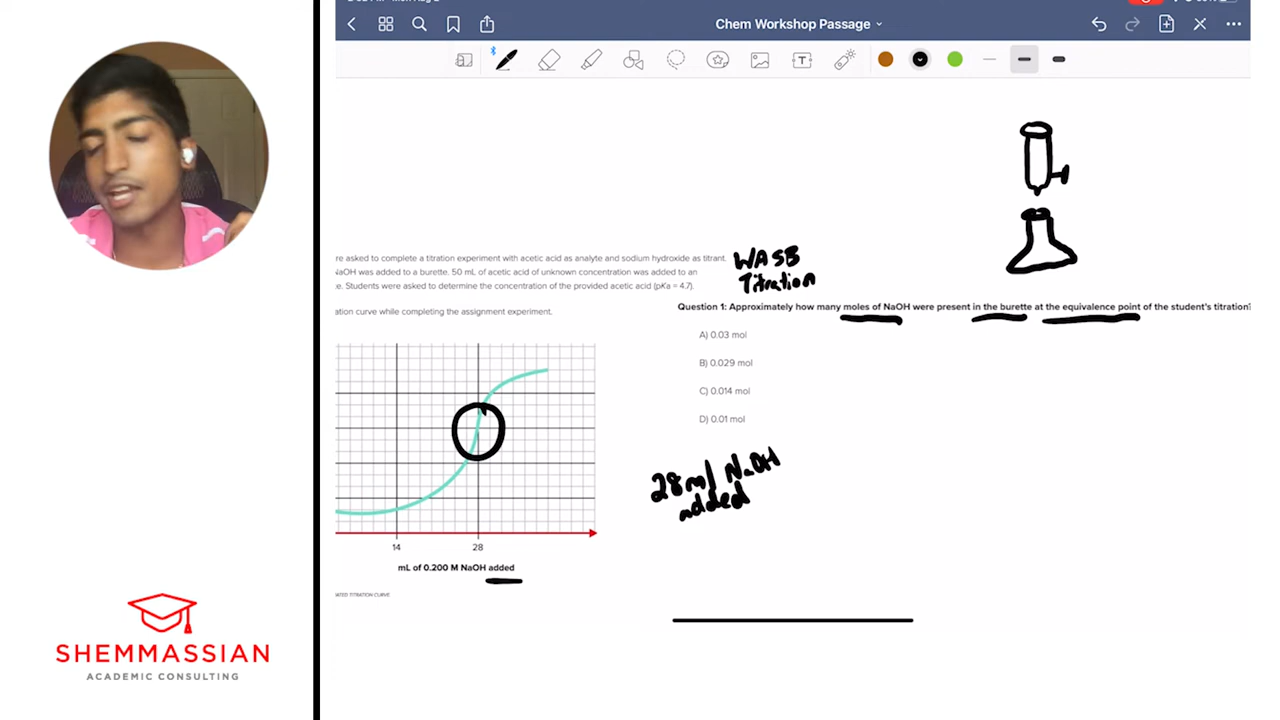 Chem Workshop Passage
re asked to complete a titration experiment with acetic acid as analyte and sodium hydroxide as titrant.
NaOH was added to a burette. 50 mL of acetic acid of unknown concentration was added to an
e. Students were asked to determine the concentration of the provided acetic acid (pKa = 4.7).
ation curve while completing the assignment experiment.
WASB
Titration
Question 1: Approximately how many moles of NaOH were present in the burette at the equivalence point of the student's titration?
A) 0.03 mol
B) 0.029 mol
C) 0.014 mol
D) 0.01 mol
28ml NaOH
added
14
28
mL of 0.200 M NaOH added
ATED TITRATION CURVE
SHEMMASSIAN
ACADEMIC CONSULTING